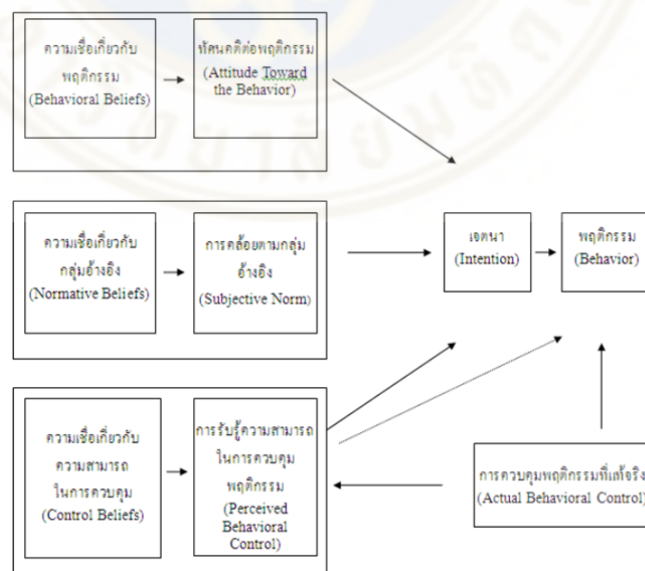 ความเชื่อเกี่ยวกับ
พฤติกรรม
(Behavioral Beliefs)
ทัศนคติต่อพฤติกรรม
(Attitude Toward
the Behavior)
ความเชื่อเกี่ยวกับ
กลุ่มอ้างอิง
(Normative Beliefs)
การคล้อยตามกลุ่ม
อ้างอิง
(Subjective Norm)
เจตนา
(Intention)
พฤติกรรม
(Behavior)
ความเชื่อเกี่ยวกับ
ความสามารถ
ในการควบคุม
(Control Beliefs)
การรับรู้ความสามารถ
ในการควบคุม
พฤติกรรม
(Perceived
Behavioral
Control)
การควบคุมพฤติกรรมที่แท้จริง
(Actual Behavioral Control)